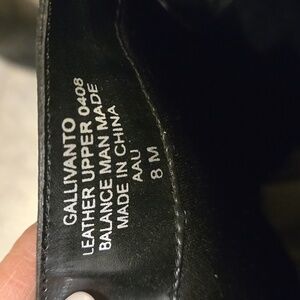 GALLIVANTO
LEATHER UPPER 0408
BALANCE MAN MADE
MADE IN CHINA
AAU
8 M